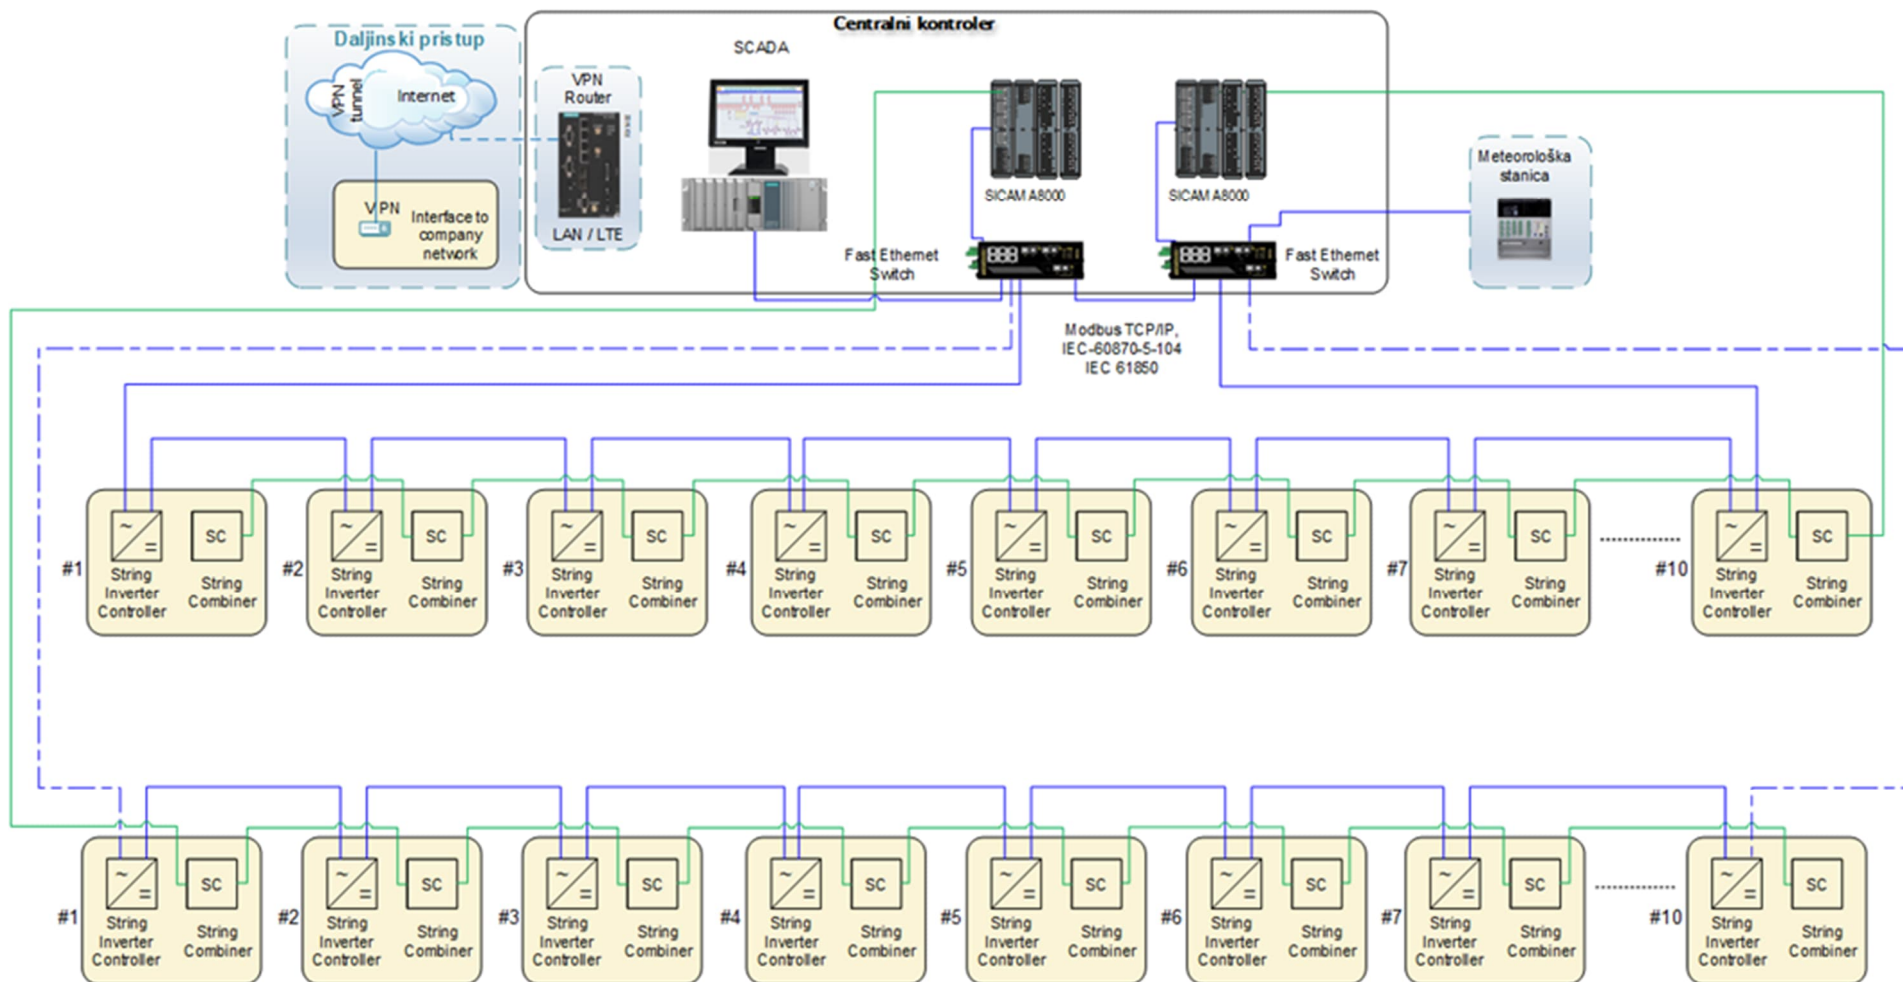 Centralni kontroler
Daljinski pristup
VPN
tunnel
Internet
VPN
Interface to
company
network
VPN
Router
LAN / LTE
SCADA
SICAM A8000
SICAM A8000
Fast Ethernet
Switch
Fast Ethernet
Switch
Meteorološka
stanica
Modbus TCP/IP,
IEC-60870-5-104
IEC 61850
#1
String
Inverter
Controller
SC
String
Combiner
#2
String
Inverter
Controller
SC
String
Combiner
#3
String
Inverter
Controller
SC
String
Combiner
#4
String
Inverter
Controller
SC
String
Combiner
#5
String
Inverter
Controller
SC
String
Combiner
#6
String
Inverter
Controller
SC
String
Combiner
#7
String
Inverter
Controller
SC
String
Combiner
#10
String
Inverter
Controller
SC
String
Combiner
#1
String
Inverter
Controller
SC
String
Combiner
#2
String
Inverter
Controller
SC
String
Combiner
#3
String
Inverter
Controller
SC
String
Combiner
#4
String
Inverter
Controller
SC
String
Combiner
#5
String
Inverter
Controller
SC
String
Combiner
#6
String
Inverter
Controller
SC
String
Combiner
#7
String
Inverter
Controller
SC
String
Combiner
#10
String
Inverter
Controller
SC
String
Combiner